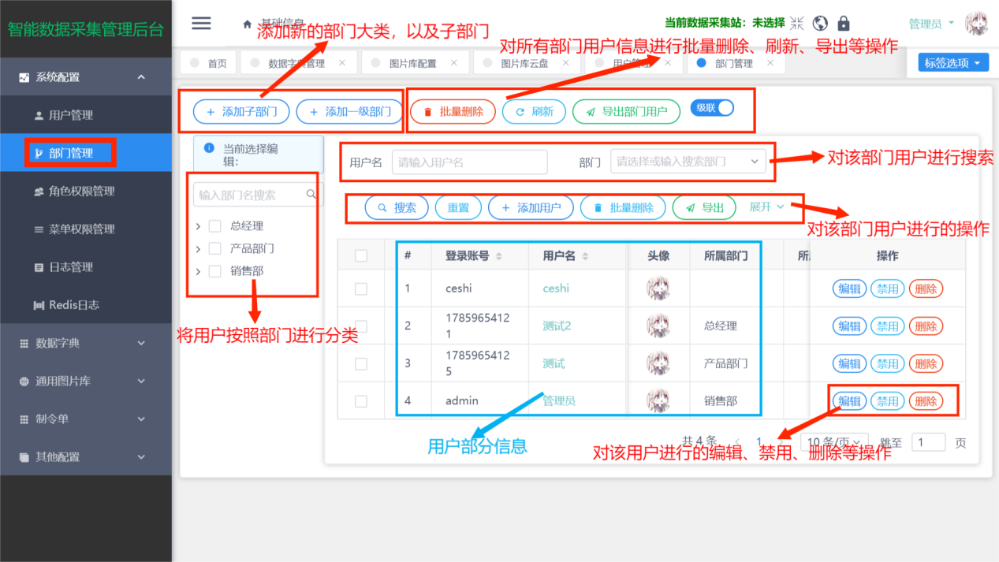 智能数据采集管理后台
基础信息
当前数据采集站：未选择
管理员
添加新的部门大类，以及子部门
对所有部门用户信息进行批量删除、刷新、导出等操作
首页
数据字典管理
图片库配置
图片库云盘
用户管理
部门管理
标签选项
系统配置
用户管理
部门管理
角色权限管理
菜单权限管理
日志管理
Redis日志
数据字典
通用图片库
制令单
其他配置
+ 添加子部门
+ 添加一级部门
批量删除
刷新
导出部门用户
级联
当前选择编
辑：
用户名
请输入用户名
部门
请选择或输入搜索部门
对该部门用户进行搜索
输入部门名搜索
总经理
产品部门
销售部
将用户按照部门进行分类
搜索
重置
+ 添加用户
批量删除
导出
展开
对该部门用户进行的操作
# 登录账号 用户名 头像 所属部门 操作
1 ceshi ceshi 编辑 禁用 删除
2 1785965412 测试2 总经理 编辑 禁用 删除
1
3 1785965412 测试 产品部门 编辑 禁用 删除
5
4 admin 管理员 销售部 编辑 禁用 删除
用户部分信息
共 4 条 < 1 > 10 条/页 跳至 1 页
对该用户进行的编辑、禁用、删除等操作